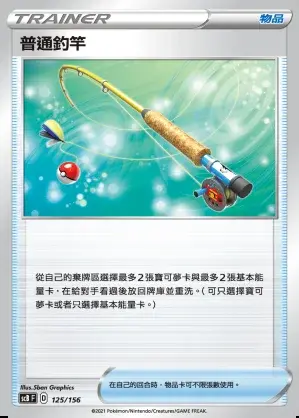 TRAINER 物品
普通釣竿
從自己的棄牌區選擇最多2張寶可夢卡與最多2張基本能
量卡，在給對手看過後放回牌庫並重洗。（可只選擇寶可
夢卡或者只選擇基本能量卡。）
Illus. 5ban Graphics
SCB F D 125/156
在自己的回合時，物品卡可不限張數使用。
©2021 Pokémon/Nintendo/Creatures/GAME FREAK.